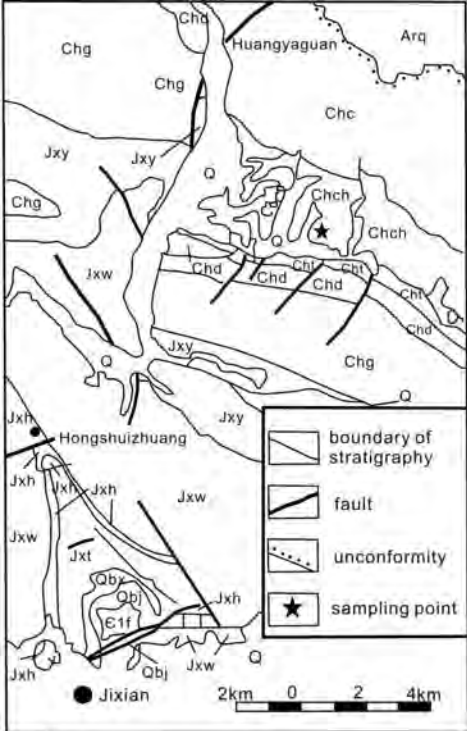 Chd
Huangyaguan
Arq
Chg
Chg
Chc
Jxy
Jxy
Q
Chg
Chch
Chch
Q
Jxw
Chd
Cht
Cht
Chd
Chd
Cht
Chd
Q
Jxy
Chg
Q
Jxy
Jxh
Hongshuizhuang
Jxh
Jxh
Jxh
Jxw
Jxw
Jxt
Qbx
Qbj
Jxh
Є1f
Jxh
Qbj
Jxw
Q
Jixian
boundary of
stratigraphy
fault
unconformity
sampling point
2km 0 2 4km